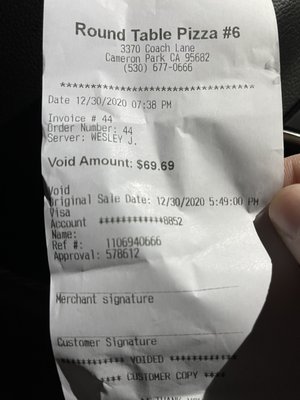 Round Table Pizza #6
3370 Coach Lane
Cameron Park CA 95682
(530) 677-0666
************************************
Date 12/30/2020 07:38 PM
Invoice # 44
Order Number: 44
Server: WESLEY J.
Void Amount: $69.69
Void
Original Sale Date: 12/30/2020 5:49:00 PM
Visa
Account ************8852
Name:
Ref #: 1106940666
Approval: 578612
Merchant signature
Customer Signature
************ VOIDED ************
**** CUSTOMER COPY ****
THANK YOU